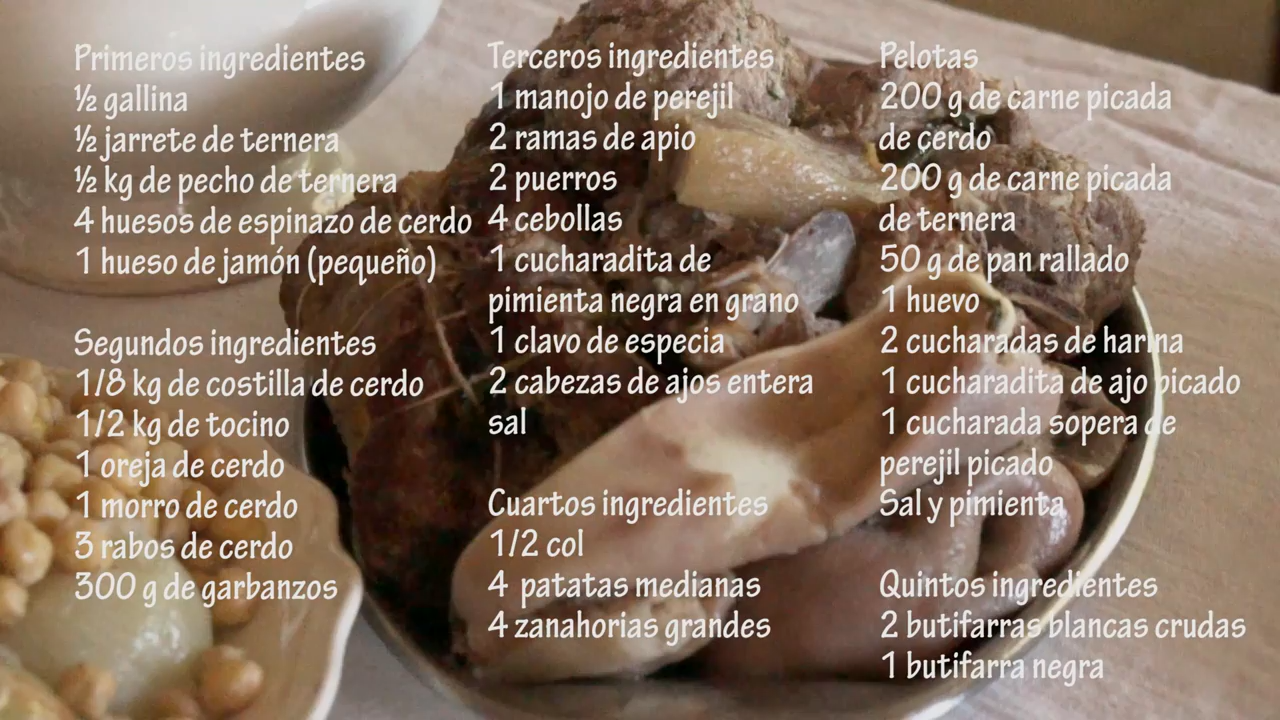 Primeros ingredientes
½ gallina
½ jarrete de ternera
½ kg de pecho de ternera
4 huesos de espinazo de cerdo
1 hueso de jamón (pequeño)
Segundos ingredientes
1/8 kg de costilla de cerdo
1/2 kg de tocino
1 oreja de cerdo
1 morro de cerdo
3 rabos de cerdo
300 g de garbanzos
Terceros ingredientes
1 manojo de perejil
2 ramas de apio
2 puerros
4 cebollas
1 cucharadita de
pimienta negra en grano
1 clavo de especia
2 cabezas de ajos entera
sal
Cuartos ingredientes
1/2 col
4 patatas medianas
4 zanahorias grandes
Pelotas
200 g de carne picada
de cerdo
200 g de carne picada
de ternera
50 g de pan rallado
1 huevo
2 cucharadas de harina
1 cucharadita de ajo picado
1 cucharada sopera de
perejil picado
Sal y pimienta
Quintos ingredientes
2 butifarras blancas crudas
1 butifarra negra